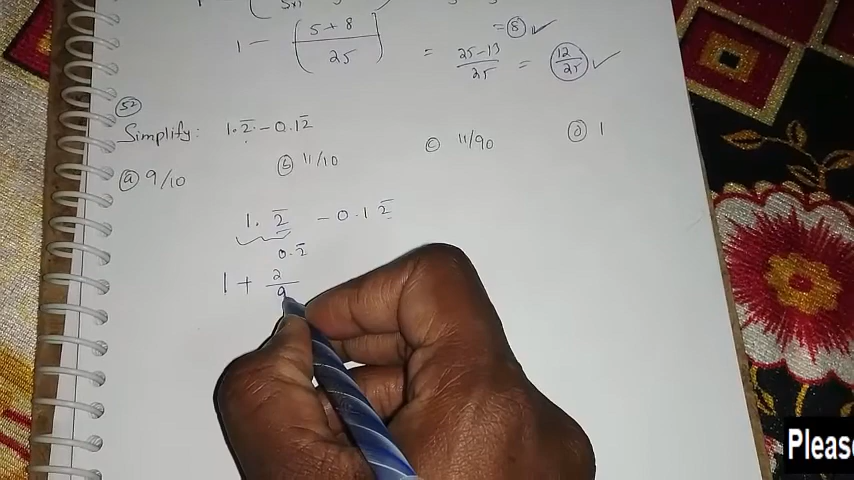 1 - [5+8/25] = 25-13/25 = 12/25 ✓
= 8 ✓
52
Simplify: 1.2̅ - 0.12̅
(a) 9/10 (b) 11/10 (c) 11/90 (d) 1
1.2̅ - 0.12̅
0.2̅
1 + 2/9
Please